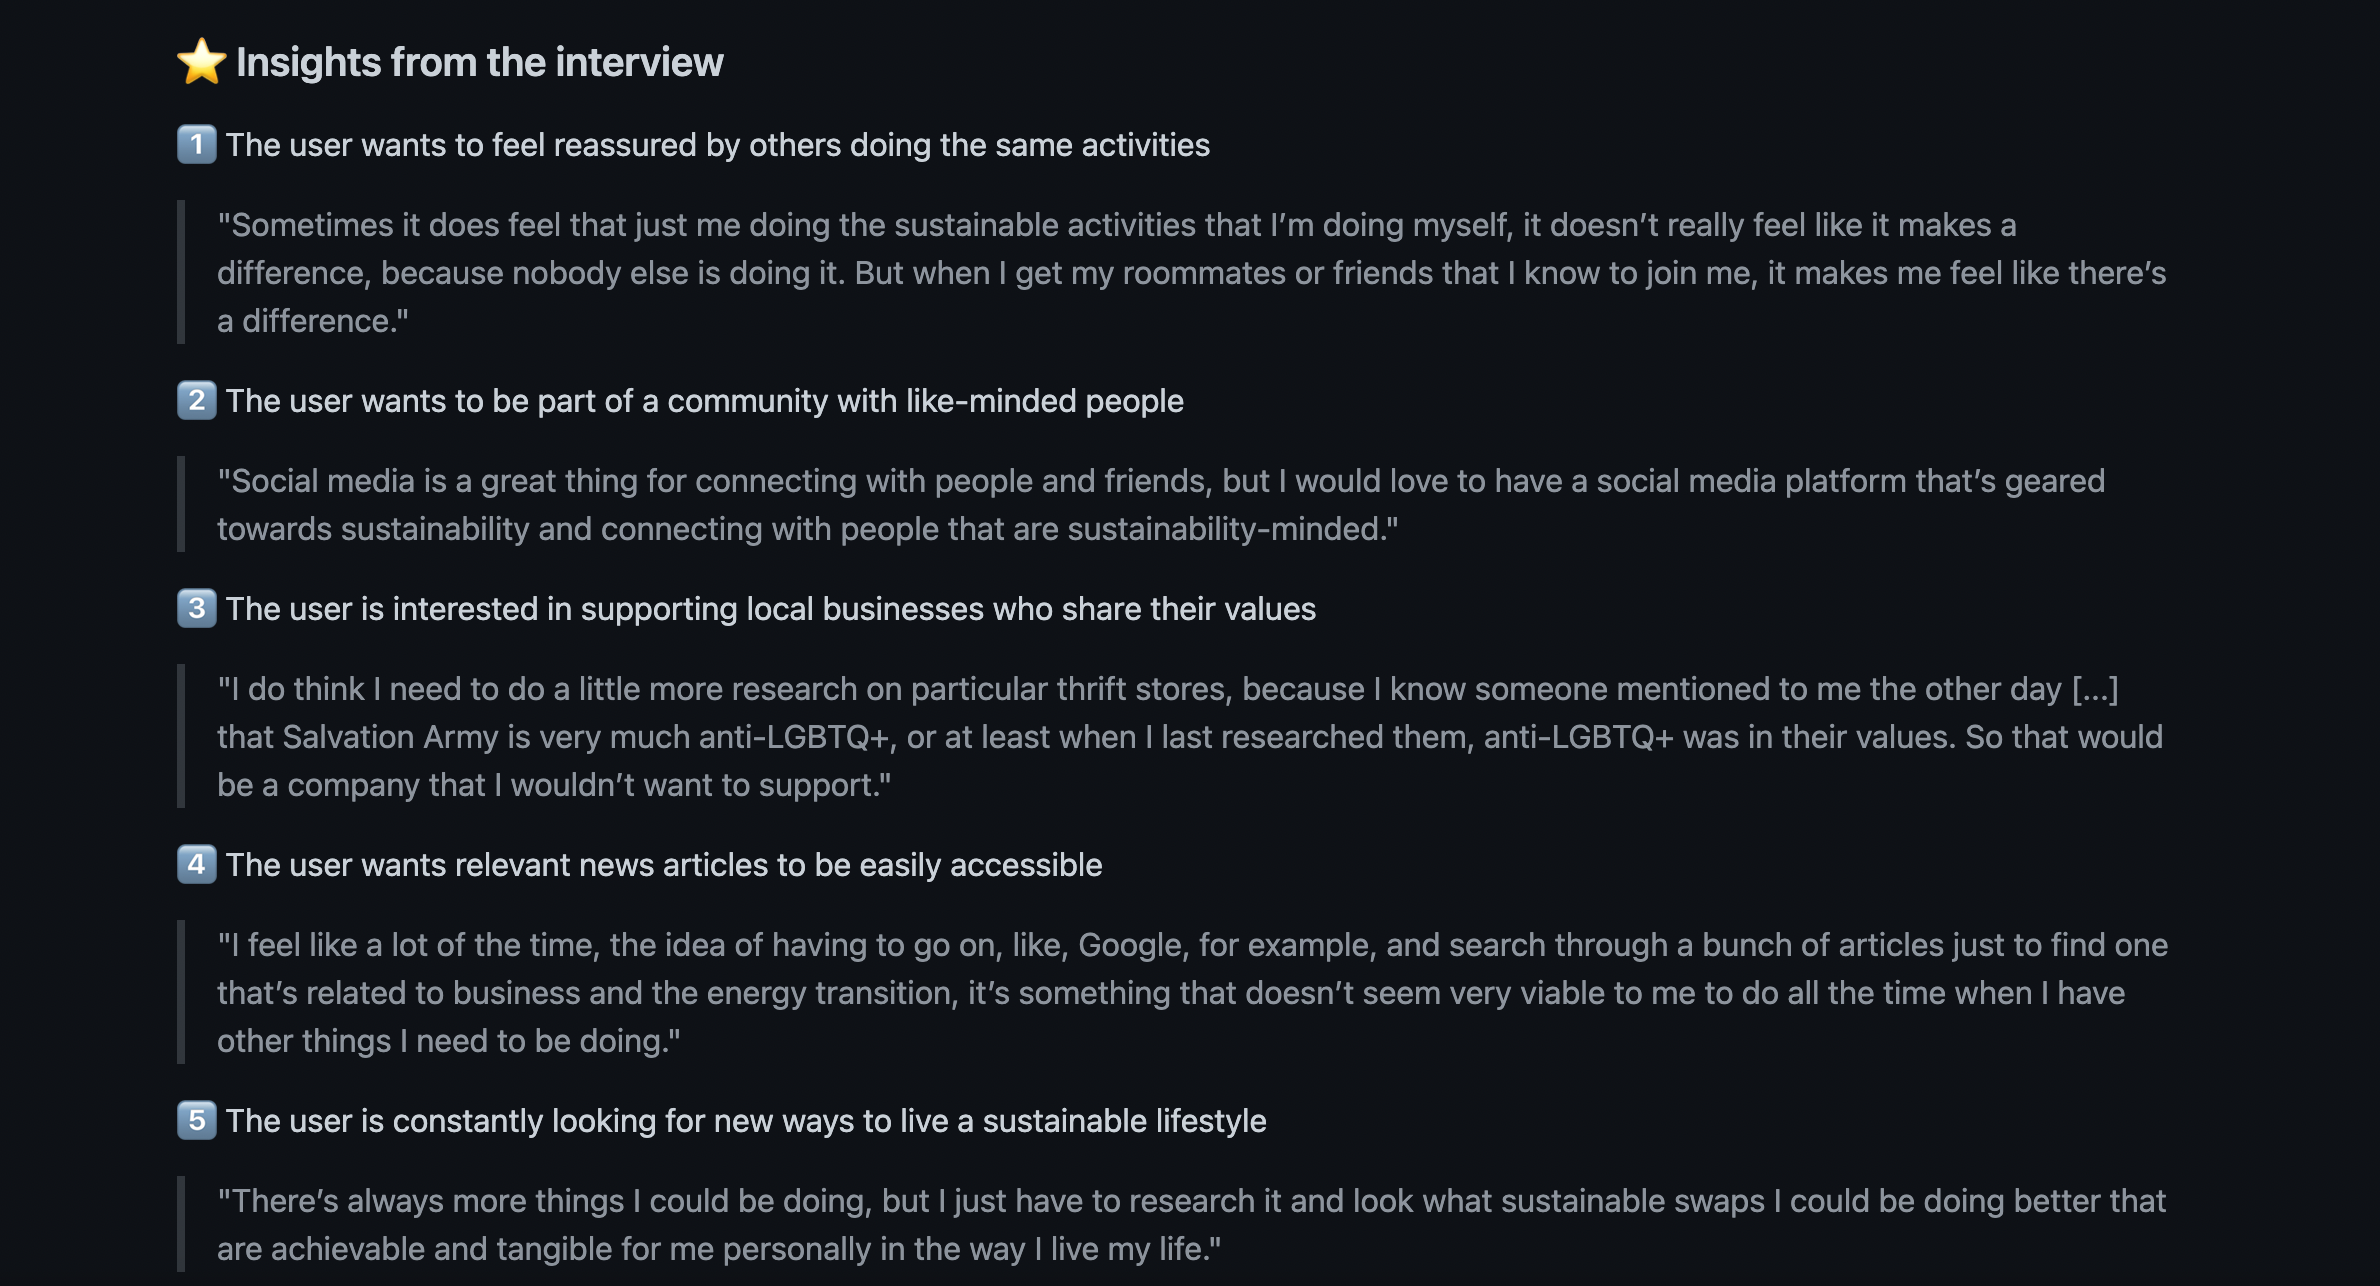 ⭐ Insights from the interview
1️⃣ The user wants to feel reassured by others doing the same activities
"Sometimes it does feel that just me doing the sustainable activities that I’m doing myself, it doesn’t really feel like it makes a
difference, because nobody else is doing it. But when I get my roommates or friends that I know to join me, it makes me feel like there’s
a difference."
2️⃣ The user wants to be part of a community with like-minded people
"Social media is a great thing for connecting with people and friends, but I would love to have a social media platform that’s geared
towards sustainability and connecting with people that are sustainability-minded."
3️⃣ The user is interested in supporting local businesses who share their values
"I do think I need to do a little more research on particular thrift stores, because I know someone mentioned to me the other day [...]
that Salvation Army is very much anti-LGBTQ+, or at least when I last researched them, anti-LGBTQ+ was in their values. So that would
be a company that I wouldn’t want to support."
4️⃣ The user wants relevant news articles to be easily accessible
"I feel like a lot of the time, the idea of having to go on, like, Google, for example, and search through a bunch of articles just to find one
that’s related to business and the energy transition, it’s something that doesn’t seem very viable to me to do all the time when I have
other things I need to be doing."
5️⃣ The user is constantly looking for new ways to live a sustainable lifestyle
"There’s always more things I could be doing, but I just have to research it and look what sustainable swaps I could be doing better that
are achievable and tangible for me personally in the way I live my life."